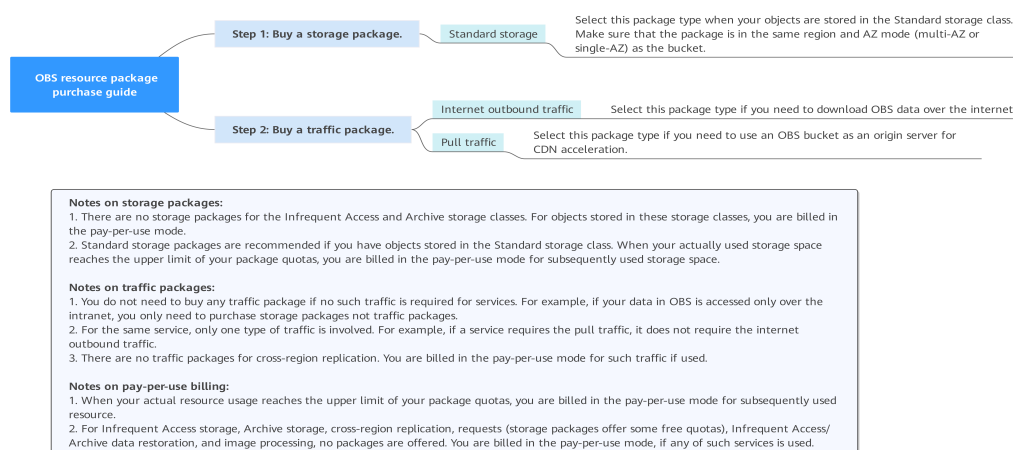 OBS resource package
purchase guide
Step 1: Buy a storage package.
Standard storage
Select this package type when your objects are stored in the Standard storage class.
Make sure that the package is in the same region and AZ mode (multi-AZ or
single-AZ) as the bucket.
Step 2: Buy a traffic package.
Internet outbound traffic
Select this package type if you need to download OBS data over the internet
Pull traffic
Select this package type if you need to use an OBS bucket as an origin server for
CDN acceleration.
Notes on storage packages:
1. There are no storage packages for the Infrequent Access and Archive storage classes. For objects stored in these storage classes, you are billed in
the pay-per-use mode.
2. Standard storage packages are recommended if you have objects stored in the Standard storage class. When your actually used storage space
reaches the upper limit of your package quotas, you are billed in the pay-per-use mode for subsequently used storage space.
Notes on traffic packages:
1. You do not need to buy any traffic package if no such traffic is required for services. For example, if your data in OBS is accessed only over the
intranet, you only need to purchase storage packages not traffic packages.
2. For the same service, only one type of traffic is involved. For example, if a service requires the pull traffic, it does not require the internet
outbound traffic.
3. There are no traffic packages for cross-region replication. You are billed in the pay-per-use mode for such traffic if used.
Notes on pay-per-use billing:
1. When your actual resource usage reaches the upper limit of your package quotas, you are billed in the pay-per-use mode for subsequently used
resource.
2. For Infrequent Access storage, Archive storage, cross-region replication, requests (storage packages offer some free quotas), Infrequent Access/
Archive data restoration, and image processing, no packages are offered. You are billed in the pay-per-use mode, if any of such services is used.